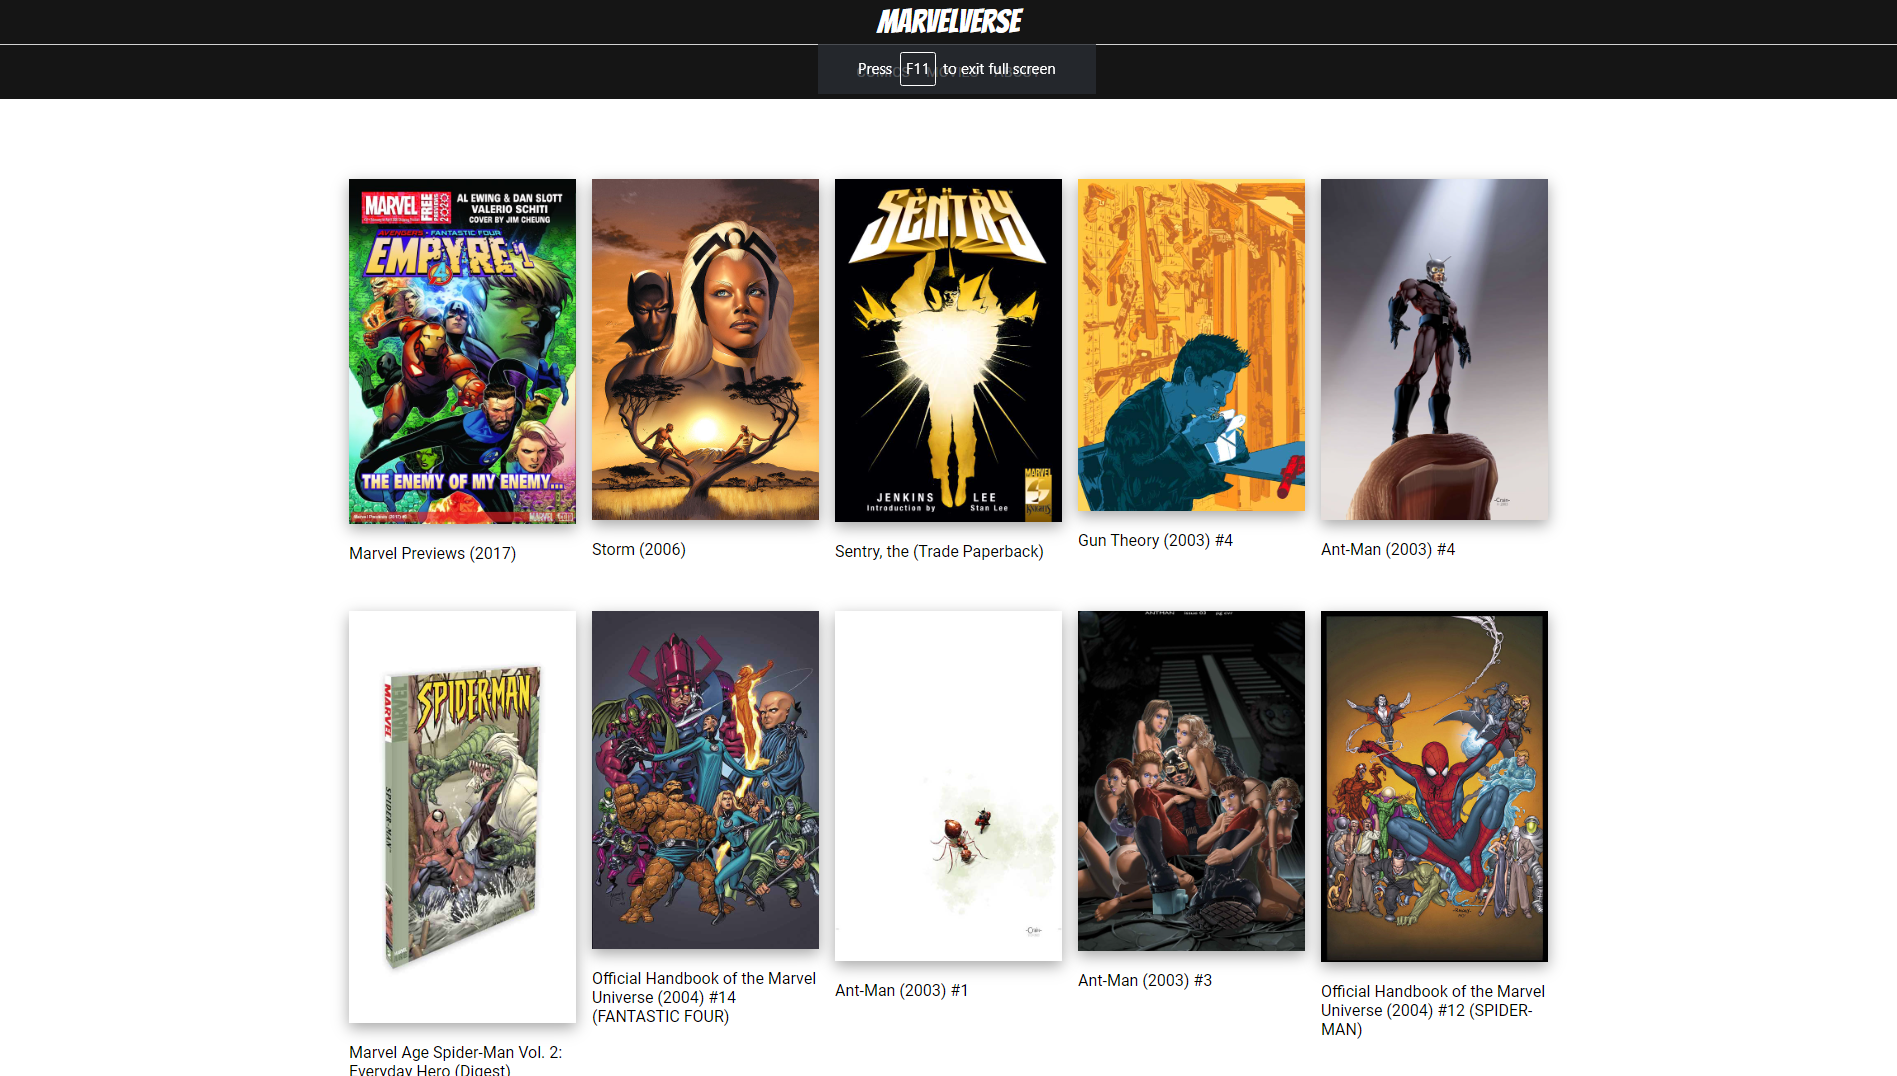 MARVELVERSE
Press F11 to exit full screen
MARVEL
FREE
PREVIEWS
2020
AL EWING & DAN SLOTT
VALERIO SCHITI
COVER BY JIM CHEUNG
AVENGERS • FANTASTIC FOUR
EMPYRE #1
4
THE ENEMY OF MY ENEMY...
MARVEL
Marvel Previews (2017)
Storm (2006)
THE
SENTRY
JENKINS LEE
Introduction by Stan Lee
MARVEL
KNIGHTS
Sentry, the (Trade Paperback)
Gun Theory (2003) #4
Ant-Man (2003) #4
MARVEL
MARVEL
SPIDER-MAN
SPIDER-MAN
Marvel Age Spider-Man Vol. 2:
Everyday Hero (Digest)
Official Handbook of the Marvel
Universe (2004) #14
(FANTASTIC FOUR)
Ant-Man (2003) #1
Ant-Man (2003) #3
Official Handbook of the Marvel
Universe (2004) #12 (SPIDER-
MAN)